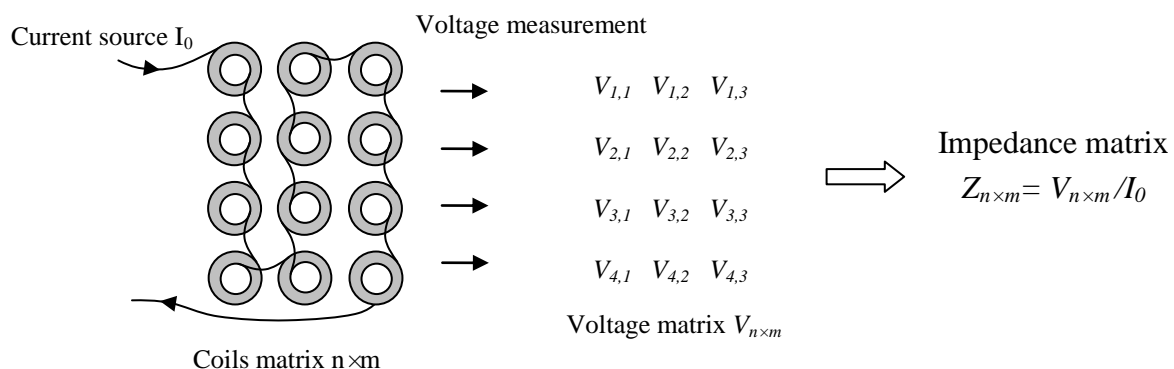 Current source I₀
Voltage measurement
V₁,₁ V₁,₂ V₁,₃
V₂,₁ V₂,₂ V₂,₃
V₃,₁ V₃,₂ V₃,₃
V₄,₁ V₄,₂ V₄,₃
Voltage matrix Vₙ×ₘ
Coils matrix n×m
Impedance matrix
Zₙ×ₘ= Vₙ×ₘ/I₀